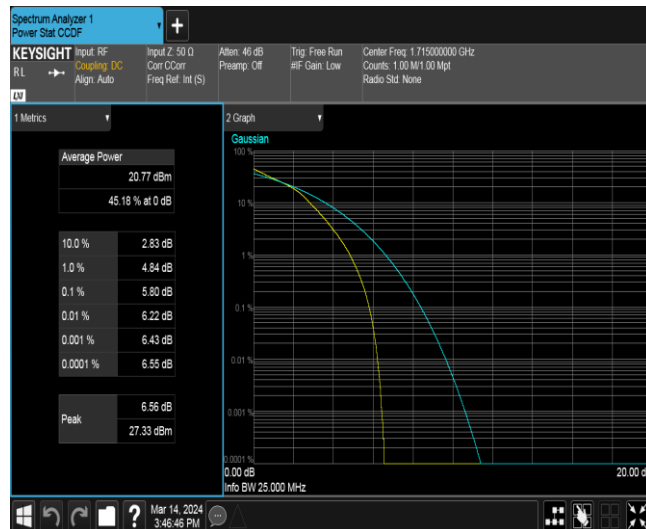 Spectrum Analyzer 1
Power Stat CCDF
+
KEYSIGHT
RL
LXI
Input: RF
Coupling: DC
Align: Auto
Input Z: 50 Ω
Corr CCorr
Freq Ref: Int (S)
Atten: 46 dB
Preamp: Off
Trig: Free Run
#IF Gain: Low
Center Freq: 1.715000000 GHz
Counts: 1.00 M/1.00 Mpt
Radio Std: None
1 Metrics
Average Power
20.77 dBm
45.18 % at 0 dB
10.0 % 2.83 dB
1.0 % 4.84 dB
0.1 % 5.80 dB
0.01 % 6.22 dB
0.001 % 6.43 dB
0.0001 % 6.55 dB
Peak
6.56 dB
27.33 dBm
2 Graph
Gaussian
100 %
10 %
1 %
0.1 %
0.01 %
0.001 %
0.0001 %
0.00 dB
20.00 d
Info BW 25.000 MHz
?
Mar 14, 2024
3:46:46 PM